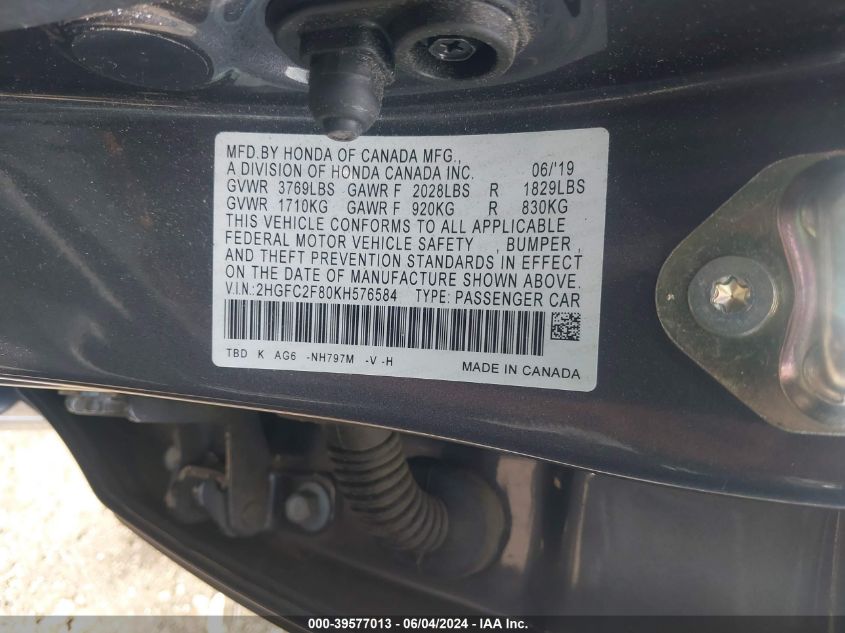 MFD.BY HONDA OF CANADA MFG.,
A DIVISION OF HONDA CANADA INC. 06/'19
GVWR 3769LBS GAWR F 2028LBS R 1829LBS
GVWR 1710KG GAWR F 920KG R 830KG
THIS VEHICLE CONFORMS TO ALL APPLICABLE
FEDERAL MOTOR VEHICLE SAFETY , BUMPER ,
AND THEFT PREVENTION STANDARDS IN EFFECT
ON THE DATE OF MANUFACTURE SHOWN ABOVE.
V.I.N.:2HGFC2F80KH576584 TYPE: PASSENGER CAR
TBD K AG6 -NH797M -V -H
MADE IN CANADA
000-39577013 - 06/04/2024 - IAA Inc.